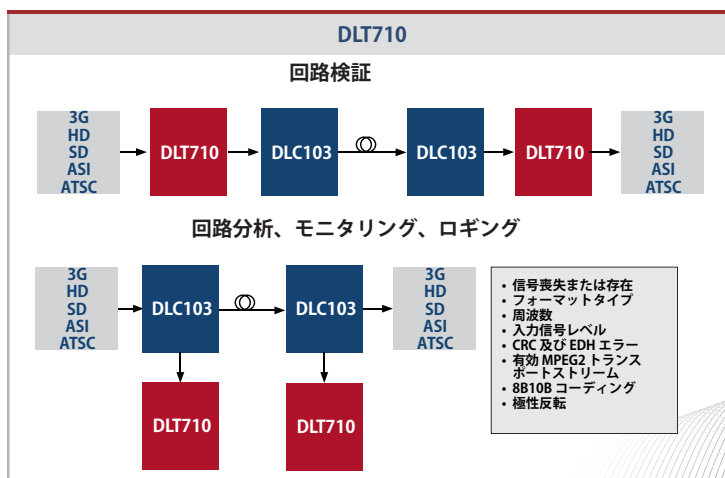 DLT710
回路検証
3G
HD
SD
ASI
ATSC
DLT710
DLC103
DLC103
DLT710
3G
HD
SD
ASI
ATSC
回路分析、モニタリング、ロギング
3G
HD
SD
ASI
ATSC
DLC103
DLC103
3G
HD
SD
ASI
ATSC
DLT710
DLT710
• 信号喪失または存在
• フォーマットタイプ
• 周波数
• 入力信号レベル
• CRC 及び EDH エラー
• 有効 MPEG2 トランス
ポートストリーム
• 8B10B コーディング
• 極性反転